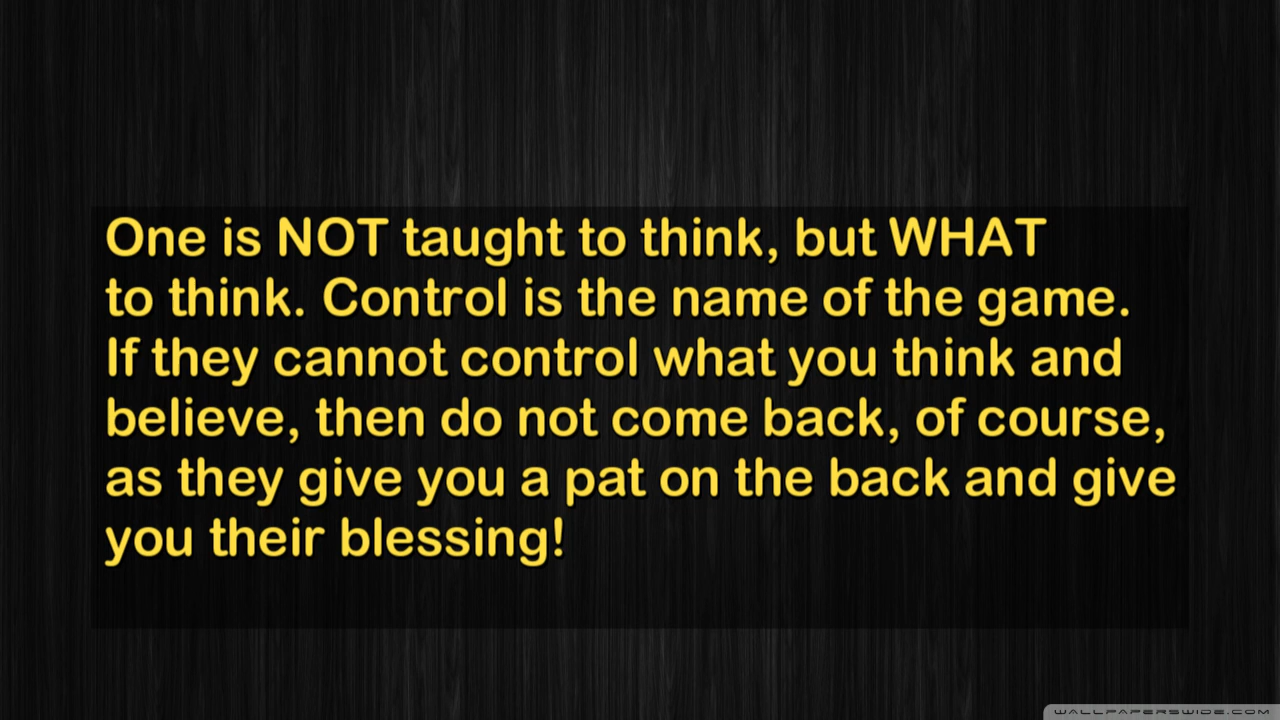 One is NOT taught to think, but WHAT
to think. Control is the name of the game.
If they cannot control what you think and
believe, then do not come back, of course,
as they give you a pat on the back and give
you their blessing!
WALLPAPERSWIDE.COM